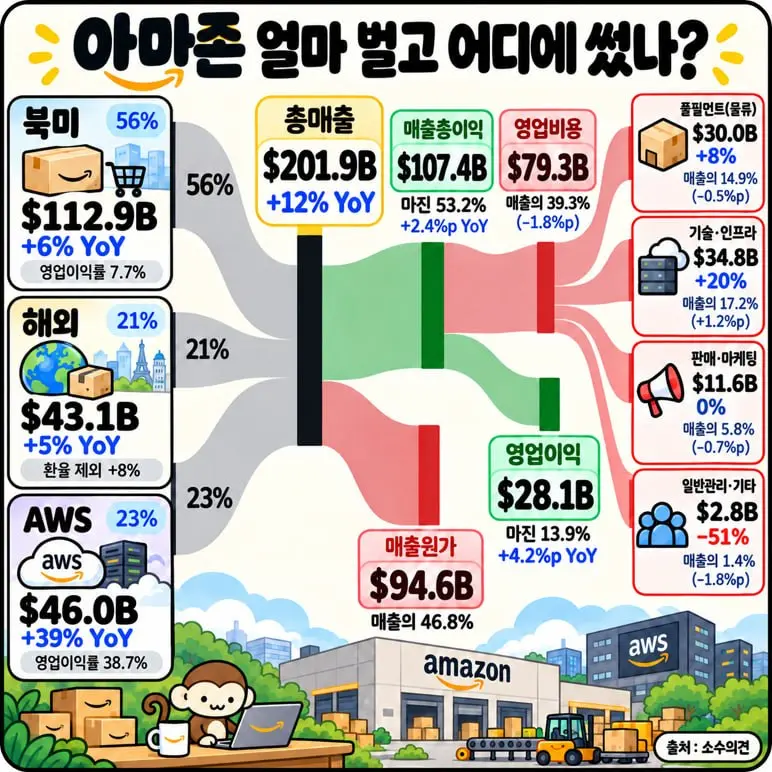 아마존 얼마 벌고 어디에 썼나?
북미 56%
$112.9B
+6% YoY
영업이익률 7.7%
해외 21%
$43.1B
+5% YoY
환율 제외 +8%
AWS 23%
aws
$46.0B
+39% YoY
영업이익률 38.7%
56%
21%
23%
총매출
$201.9B
+12% YoY
매출총이익
$107.4B
마진 53.2%
+2.4%p YoY
영업비용
$79.3B
매출의 39.3%
(-1.8%p)
매출원가
$94.6B
매출의 46.8%
영업이익
$28.1B
마진 13.9%
+4.2%p YoY
풀필먼트(물류)
$30.0B
+8%
매출의 14.9%
(-0.5%p)
기술·인프라
$34.8B
+20%
매출의 17.2%
(+1.2%p)
판매·마케팅
$11.6B
0%
매출의 5.8%
(-0.7%p)
일반관리·기타
$2.8B
-51%
매출의 1.4%
(-1.8%p)
amazon
aws
출처 : 소수의견